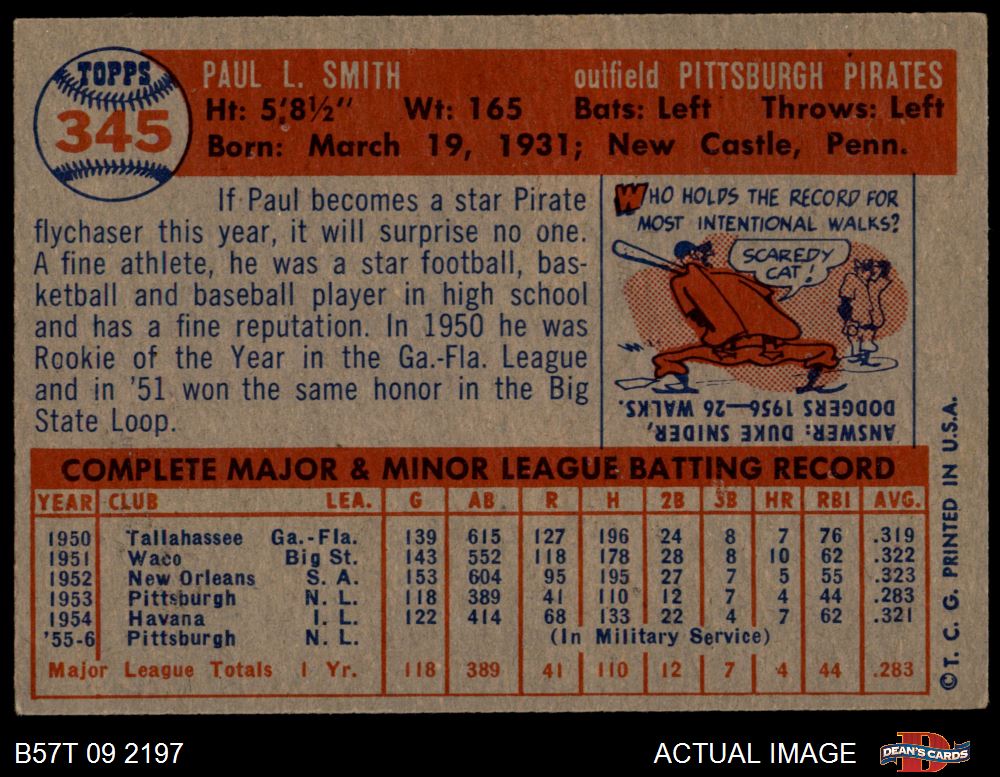 TOPPS
345
PAUL L. SMITH outfield PITTSBURGH PIRATES
Ht: 5'8½" Wt: 165 Bats: Left Throws: Left
Born: March 19, 1931; New Castle, Penn.
If Paul becomes a star Pirate
flychaser this year, it will surprise no one.
A fine athlete, he was a star football, bas-
ketball and baseball player in high school
and has a fine reputation. In 1950 he was
Rookie of the Year in the Ga.-Fla. League
and in '51 won the same honor in the Big
State Loop.
WHO HOLDS THE RECORD FOR
MOST INTENTIONAL WALKS?
SCAREDY
CAT!
ANSWER: DUKE SNIDER,
DODGERS 1956—26 WALKS.
COMPLETE MAJOR & MINOR LEAGUE BATTING RECORD
YEAR CLUB LEA. G AB R H 2B 3B HR RBI AVG.
1950 Tallahassee Ga.-Fla. 139 615 127 196 24 8 7 76 .319
1951 Waco Big St. 143 552 118 178 28 8 10 62 .322
1952 New Orleans S. A. 153 604 95 195 27 7 5 55 .323
1953 Pittsburgh N. L. 118 389 41 110 12 7 4 44 .283
1954 Havana I. L. 122 414 68 133 22 4 7 62 .321
'55-6 Pittsburgh N. L. (In Military Service)
Major League Totals 1 Yr. 118 389 41 110 12 7 4 44 .283
©T. C. G. PRINTED IN U.S.A.
B57T 09 2197 ACTUAL IMAGE
DEAN'S CARDS